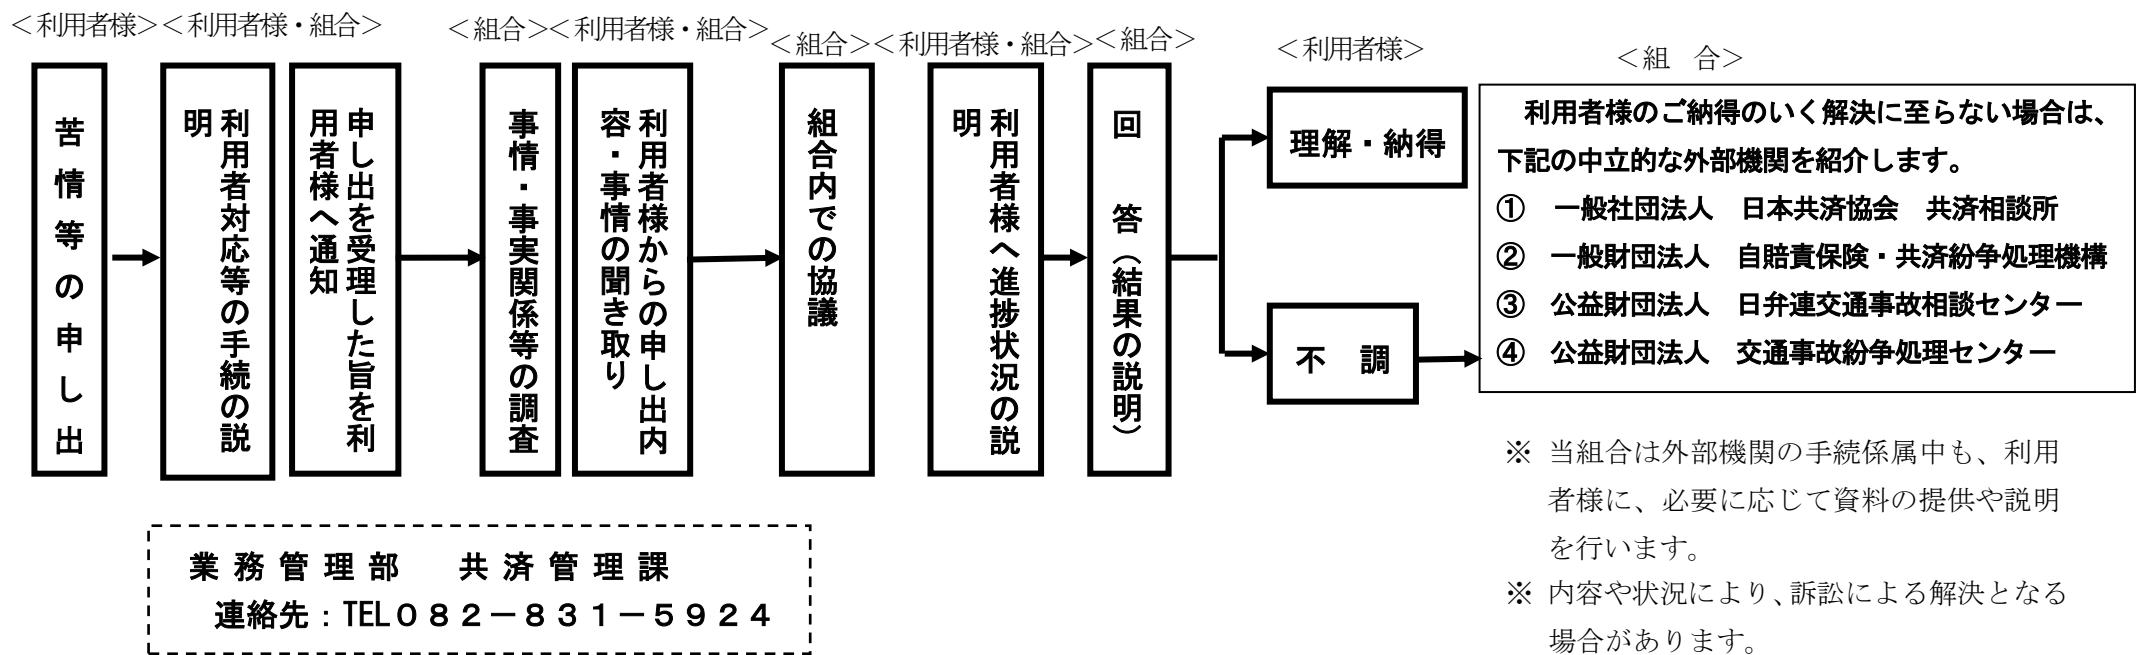 ＜利用者様＞
＜利用者様・組合＞
＜組合＞
＜利用者様・組合＞
＜組合＞
＜利用者様・組合＞
＜組合＞
＜利用者様＞
＜組　合＞
苦情等の申し出
利用者対応等の手続の説
明
申し出を受理した旨を利
用者様へ通知
事情・事実関係等の調査
利用者様からの申し出内
容・事情の聞き取り
組合内での協議
利用者様へ進捗状況の説
明
回　答（結果の説明）
理解・納得
不　調
利用者様のご納得のいく解決に至らない場合は、
下記の中立的な外部機関を紹介します。
①　一般社団法人　日本共済協会　共済相談所
②　一般財団法人　自賠責保険・共済紛争処理機構
③　公益財団法人　日弁連交通事故相談センター
④　公益財団法人　交通事故紛争処理センター
※ 当組合は外部機関の手続係属中も、利用
者様に、必要に応じて資料の提供や説明
を行います。
※ 内容や状況により、訴訟による解決となる
場合があります。
業務管理部　共済管理課
連絡先：TEL０８２－８３１－５９２４